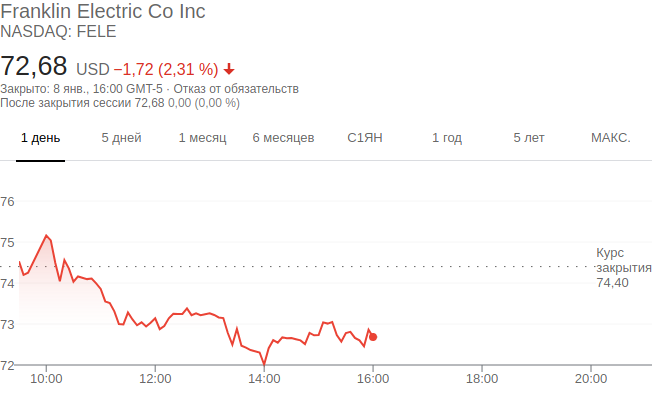 Franklin Electric Co Inc
NASDAQ: FELE
72,68 USD −1,72 (2,31 %)
Закрыто: 8 янв., 16:00 GMT-5 · Отказ от обязательств
После закрытия сессии 72,68 0,00 (0,00 %)
1 день 5 дней 1 месяц 6 месяцев С1ЯН 1 год 5 лет МАКС.
76
75
Курс
закрытия
74,40
74
73
72
10:00 12:00 14:00 16:00 18:00 20:00